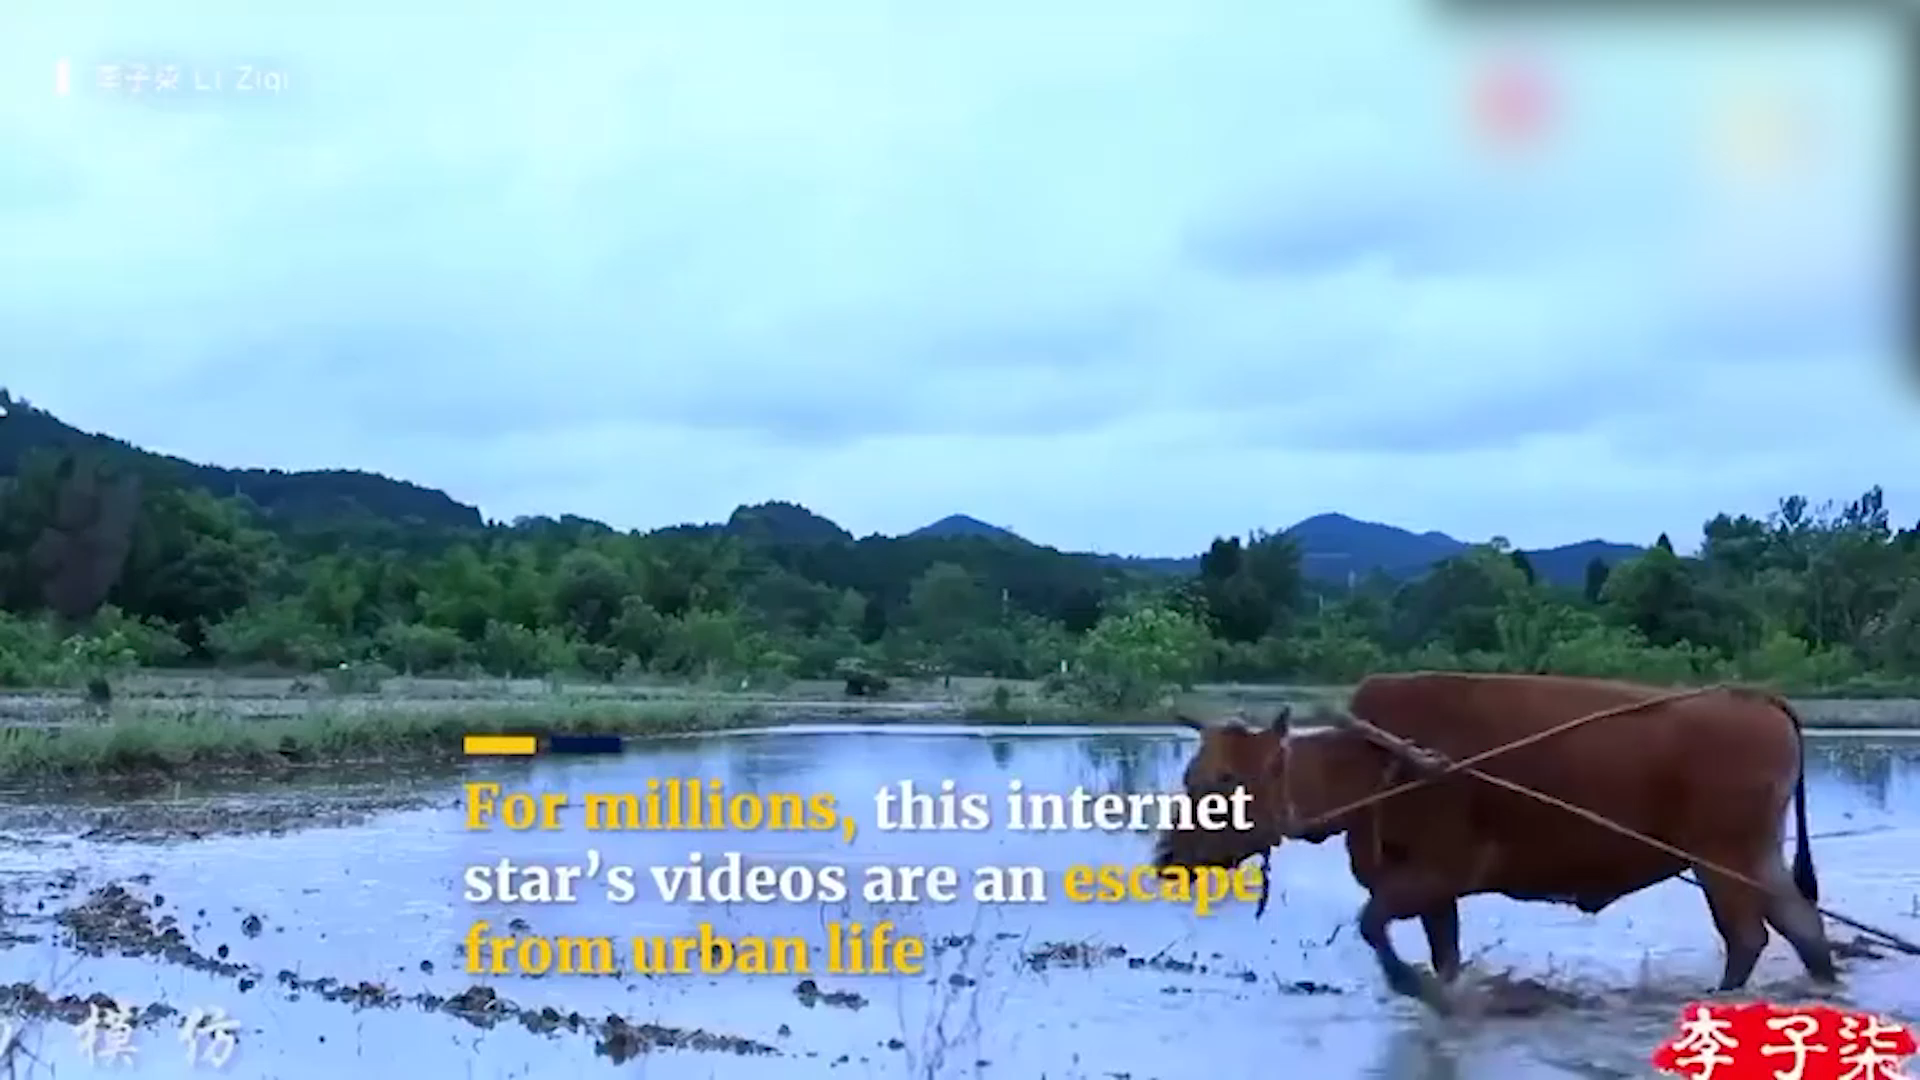 李子柒 Li Ziqi
For millions, this internet
star’s videos are an escape
from urban life
模仿
李子柒